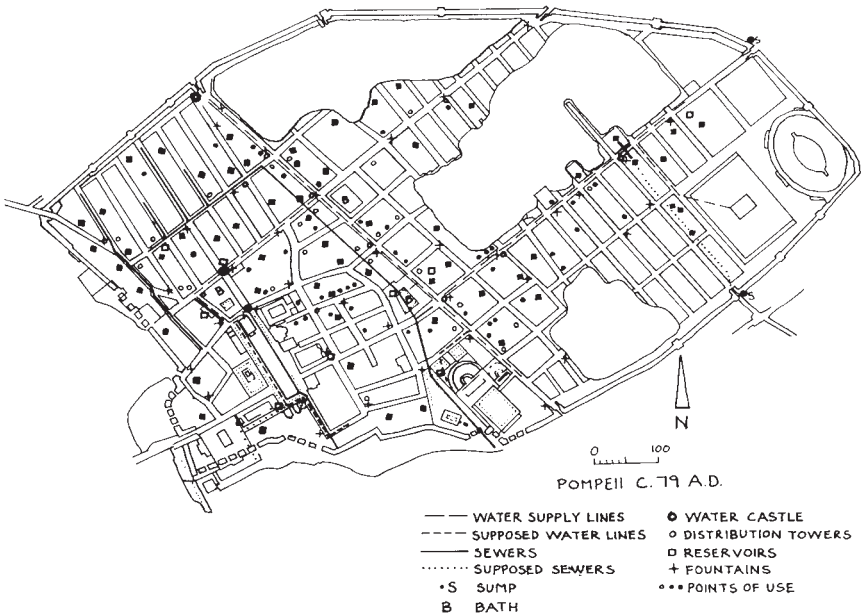 S
B
B
B
S
N
0 100
POMPEII C. 79 A.D.
WATER SUPPLY LINES
SUPPOSED WATER LINES
SEWERS
SUPPOSED SEWERS
S SUMP
B BATH
WATER CASTLE
DISTRIBUTION TOWERS
RESERVOIRS
FOUNTAINS
POINTS OF USE